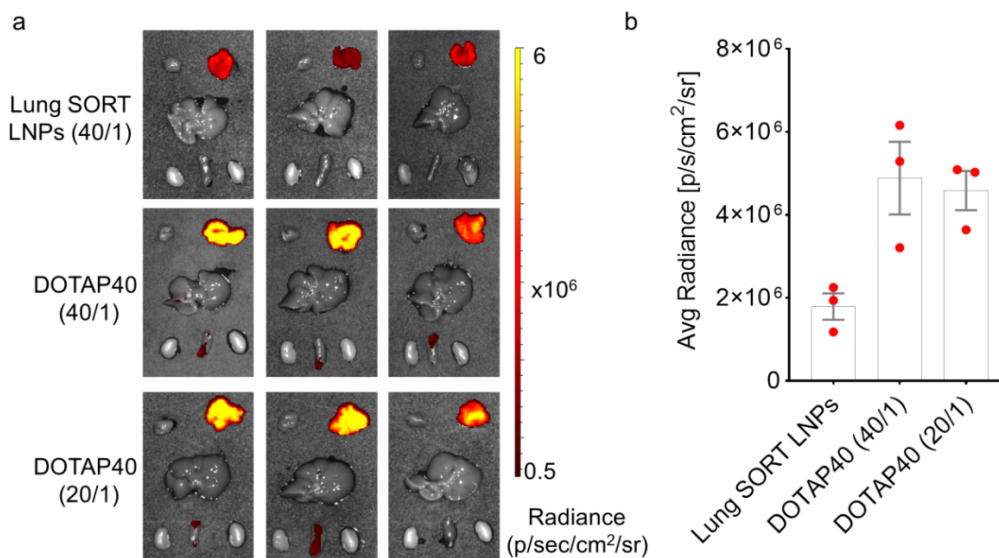 a
Lung SORT
LNPs (40/1)
DOTAP40
(40/1)
DOTAP40
(20/1)
6
x10⁶
0.5
Radiance
(p/sec/cm²/sr)
b
Avg Radiance [p/s/cm²/sr]
8×10⁶
6×10⁶
4×10⁶
2×10⁶
0
Lung SORT LNPs
DOTAP40 (40/1)
DOTAP40 (20/1)